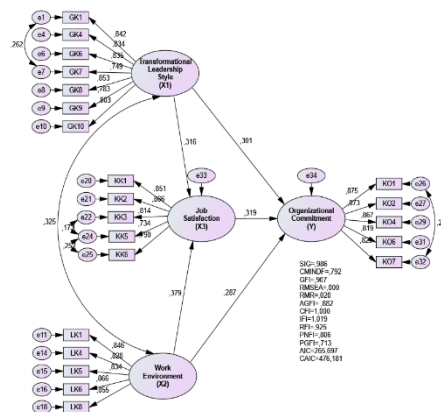 e1 GK1
e4 GK4
e6 GK6
e7 GK7
e8 GK8
e9 GK9
e10 GK10
,262
,842
,834
,835
,749
,853
,783
,803
Transformational
Leadership
Style
(X1)
,316
,301
,325
e33
e34
e20 KK1
e21 KK2
e22 KK3
e24 KK5
e25 KK6
,851
,866
,814
,734
Job
Satisfaction
(X3)
,319
Organizational
Commitment
(Y)
,875
,873
,867
,819
KO1 e26
KO2 e27
KO4 e29
KO6 e31
KO7 e32
,379
,287
SIG=,986
CMINDF=,792
GFI=,907
RMSEA=,000
RMR=,020
AGFI= ,882
CFI=1,000
IFI=1,019
RFI=,925
PNFI=,806
PGFI=,713
AIC=265,697
CAIC=476,181
e11 LK1
e14 LK4
e15 LK5
e16 LK6
e18 LK8
,846
,828
,834
,866
,855
Work
Environment
(X2)